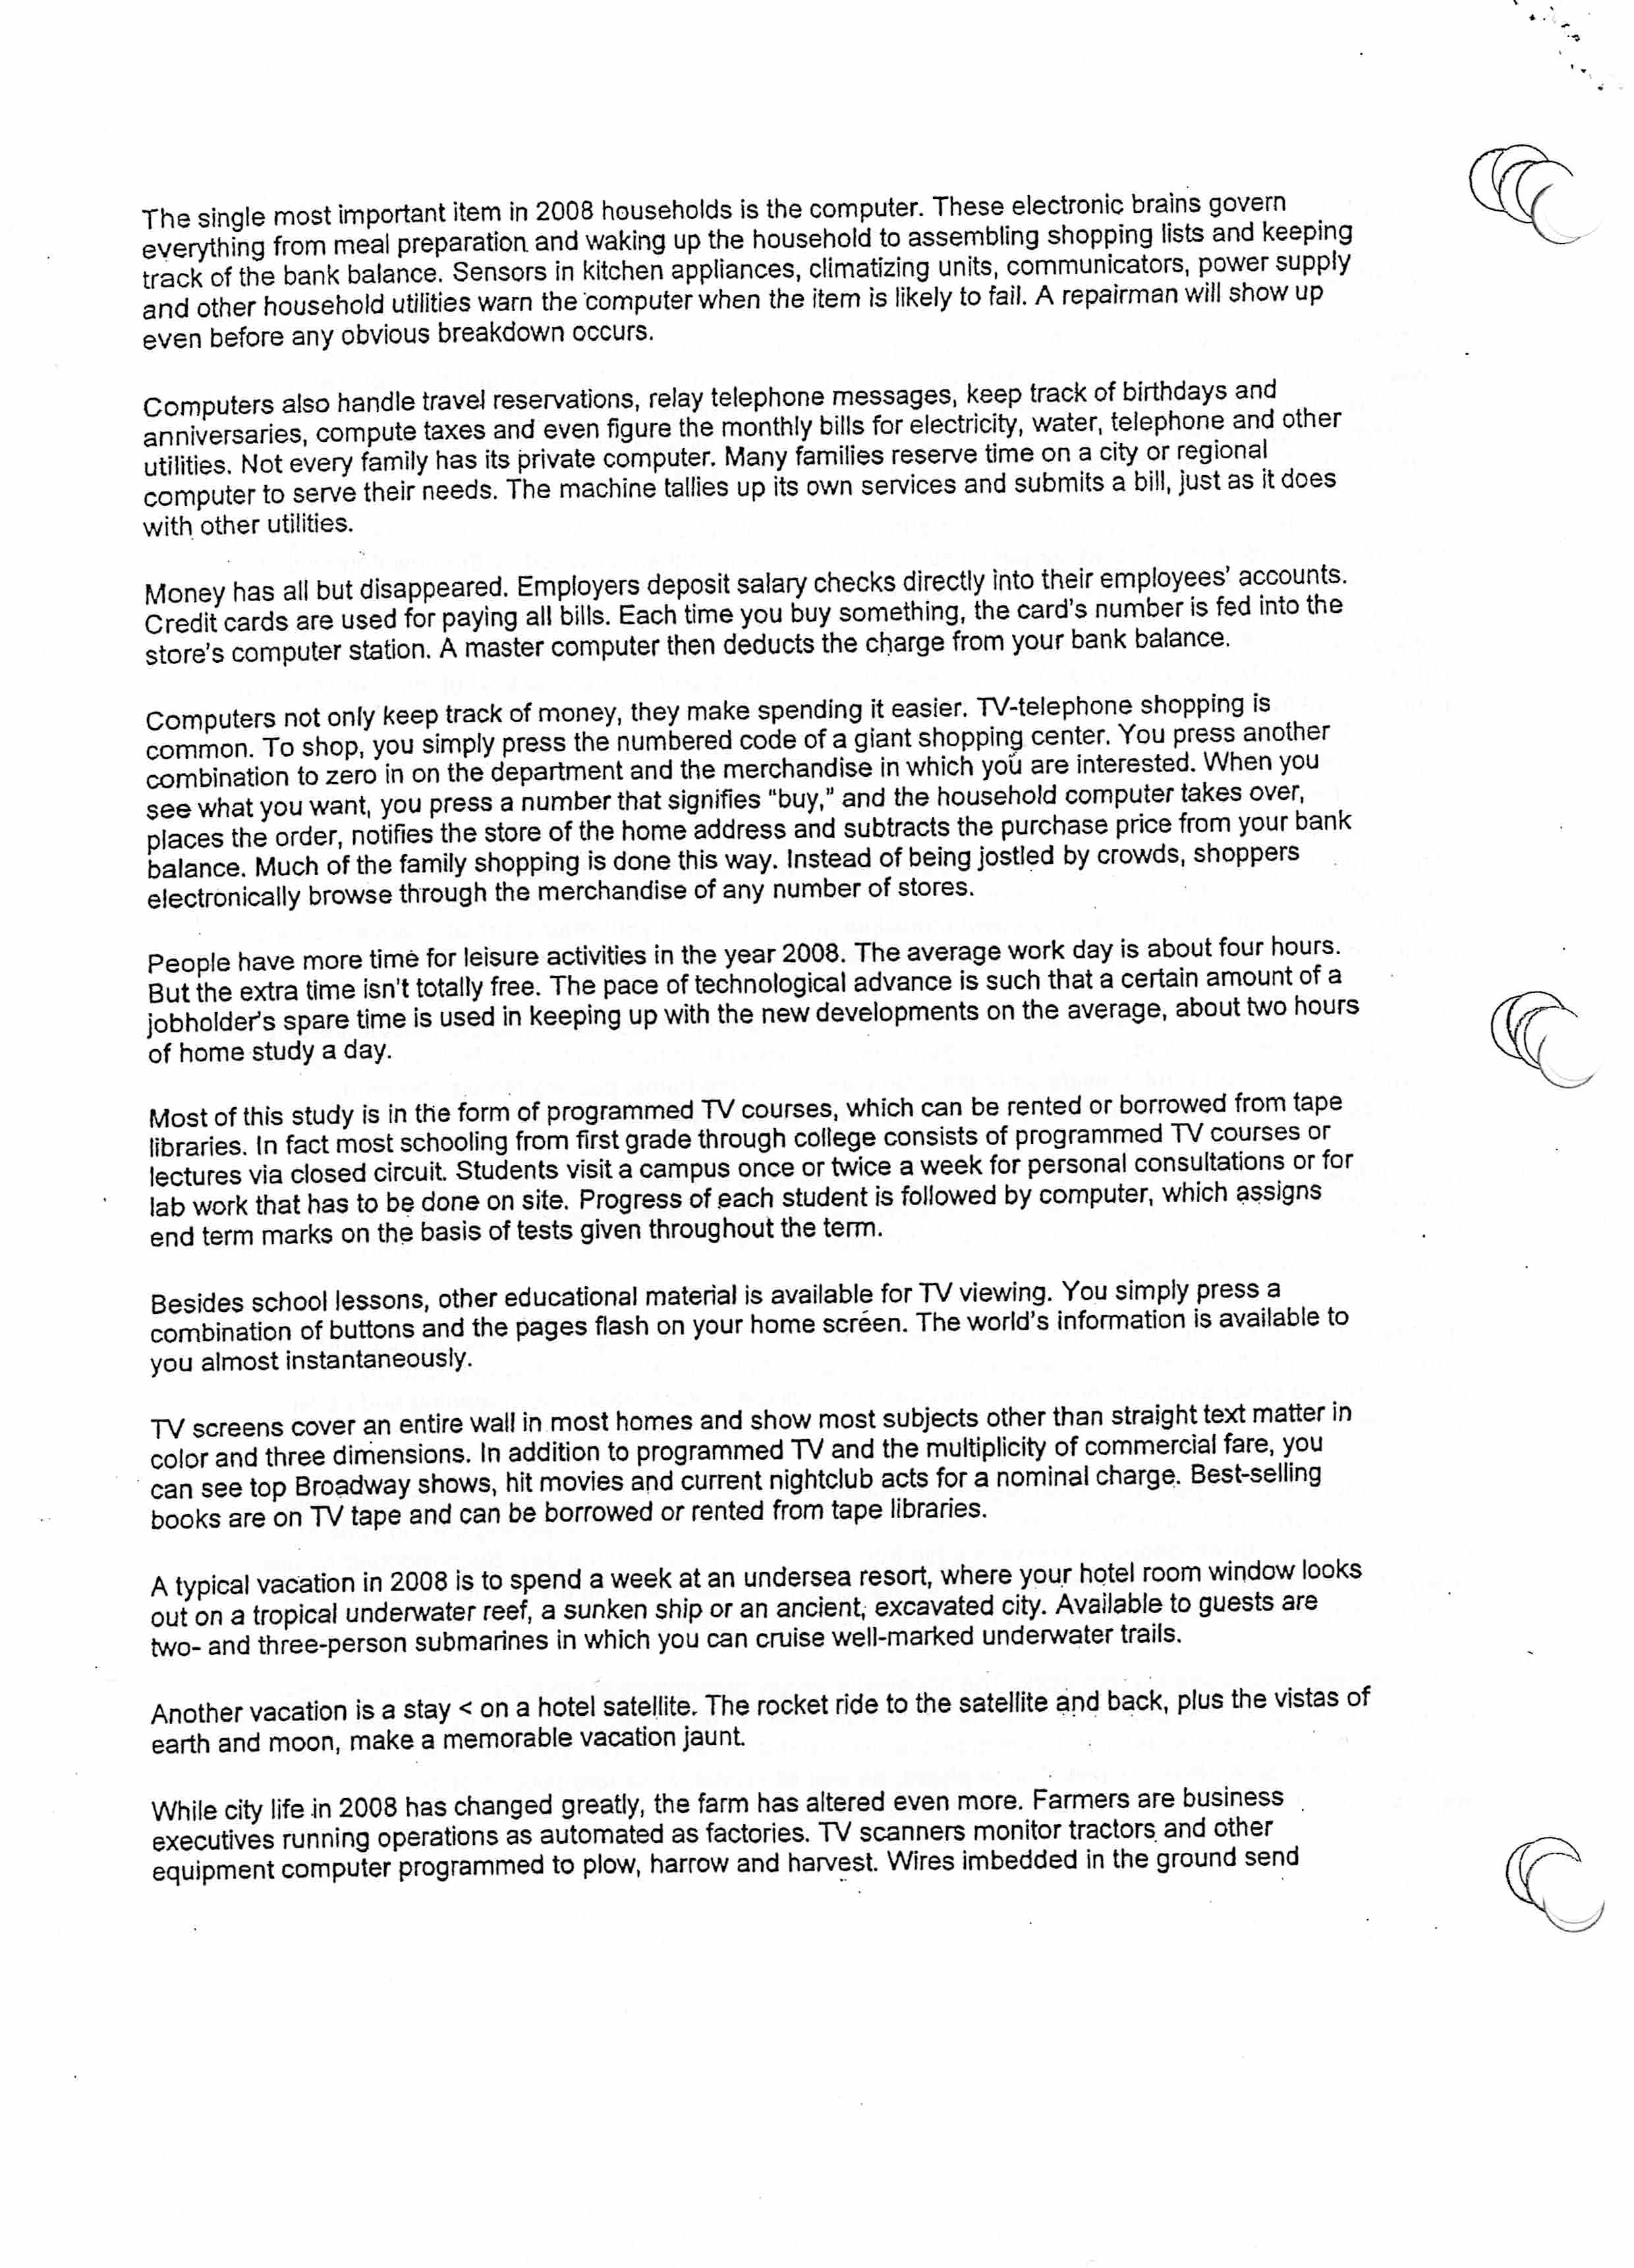 The single most important item in 2008 households is the computer. These electronic brains govern
everything from meal preparation and waking up the household to assembling shopping lists and keeping
track of the bank balance. Sensors in kitchen appliances, climatizing units, communicators, power supply
and other household utilities warn the computer when the item is likely to fail. A repairman will show up
even before any obvious breakdown occurs.
Computers also handle travel reservations, relay telephone messages, keep track of birthdays and
anniversaries, compute taxes and even figure the monthly bills for electricity, water, telephone and other
utilities. Not every family has its private computer. Many families reserve time on a city or regional
computer to serve their needs. The machine tallies up its own services and submits a bill, just as it does
with other utilities.
Money has all but disappeared. Employers deposit salary checks directly into their employees' accounts.
Credit cards are used for paying all bills. Each time you buy something, the card's number is fed into the
store's computer station. A master computer then deducts the charge from your bank balance.
Computers not only keep track of money, they make spending it easier. TV-telephone shopping is
common. To shop, you simply press the numbered code of a giant shopping center. You press another
combination to zero in on the department and the merchandise in which you are interested. When you
see what you want, you press a number that signifies "buy," and the household computer takes over,
places the order, notifies the store of the home address and subtracts the purchase price from your bank
balance. Much of the family shopping is done this way. Instead of being jostled by crowds, shoppers
electronically browse through the merchandise of any number of stores.
People have more time for leisure activities in the year 2008. The average work day is about four hours.
But the extra time isn't totally free. The pace of technological advance is such that a certain amount of a
jobholder's spare time is used in keeping up with the new developments on the average, about two hours
of home study a day.
Most of this study is in the form of programmed TV courses, which can be rented or borrowed from tape
libraries. In fact most schooling from first grade through college consists of programmed TV courses or
lectures via closed circuit. Students visit a campus once or twice a week for personal consultations or for
lab work that has to be done on site. Progress of each student is followed by computer, which assigns
end term marks on the basis of tests given throughout the term.
Besides school lessons, other educational material is available for TV viewing. You simply press a
combination of buttons and the pages flash on your home screen. The world's information is available to
you almost instantaneously.
TV screens cover an entire wall in most homes and show most subjects other than straight text matter in
color and three dimensions. In addition to programmed TV and the multiplicity of commercial fare, you
can see top Broadway shows, hit movies and current nightclub acts for a nominal charge. Best-selling
books are on TV tape and can be borrowed or rented from tape libraries.
A typical vacation in 2008 is to spend a week at an undersea resort, where your hotel room window looks
out on a tropical underwater reef, a sunken ship or an ancient, excavated city. Available to guests are
two- and three-person submarines in which you can cruise well-marked underwater trails.
Another vacation is a stay < on a hotel satellite. The rocket ride to the satellite and back, plus the vistas of
earth and moon, make a memorable vacation jaunt.
While city life in 2008 has changed greatly, the farm has altered even more. Farmers are business
executives running operations as automated as factories. TV scanners monitor tractors and other
equipment computer programmed to plow, harrow and harvest. Wires imbedded in the ground send